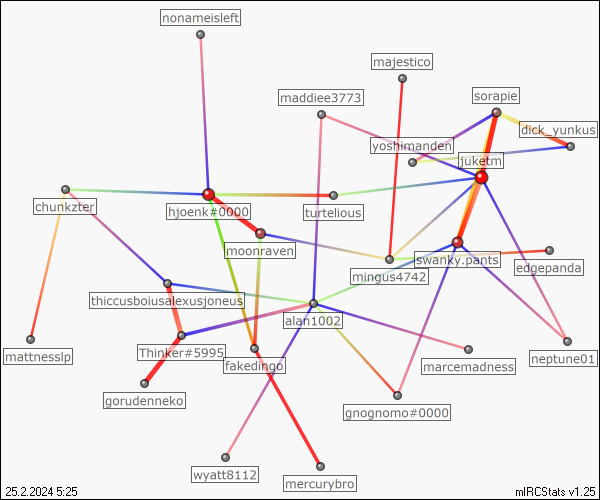 nonameisleft
majestico
sorapie
maddiee3773
dick_yunkus
yoshimanden
juketm
chunkzter
hjoenk#0000
turtelious
moonraven
swanky.pants
edgepanda
mingus4742
thiccusboiusalexusjoneus
alan1002
mattnesslp
Thinker#5995
fakedingo
marcemadness
neptune01
gorudenneko
gnognomo#0000
wyatt8112
mercurybro
25.2.2024 5:25
mIRCStats v1.25